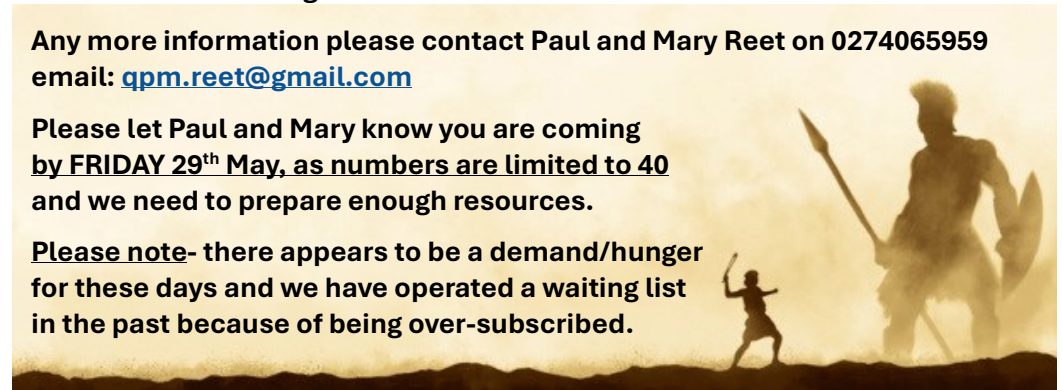 Any more information please contact Paul and Mary Reet on 0274065959
email: qpm.reet@gmail.com
Please let Paul and Mary know you are coming
by FRIDAY 29th May, as numbers are limited to 40
and we need to prepare enough resources.
Please note- there appears to be a demand/hunger
for these days and we have operated a waiting list
in the past because of being over-subscribed.